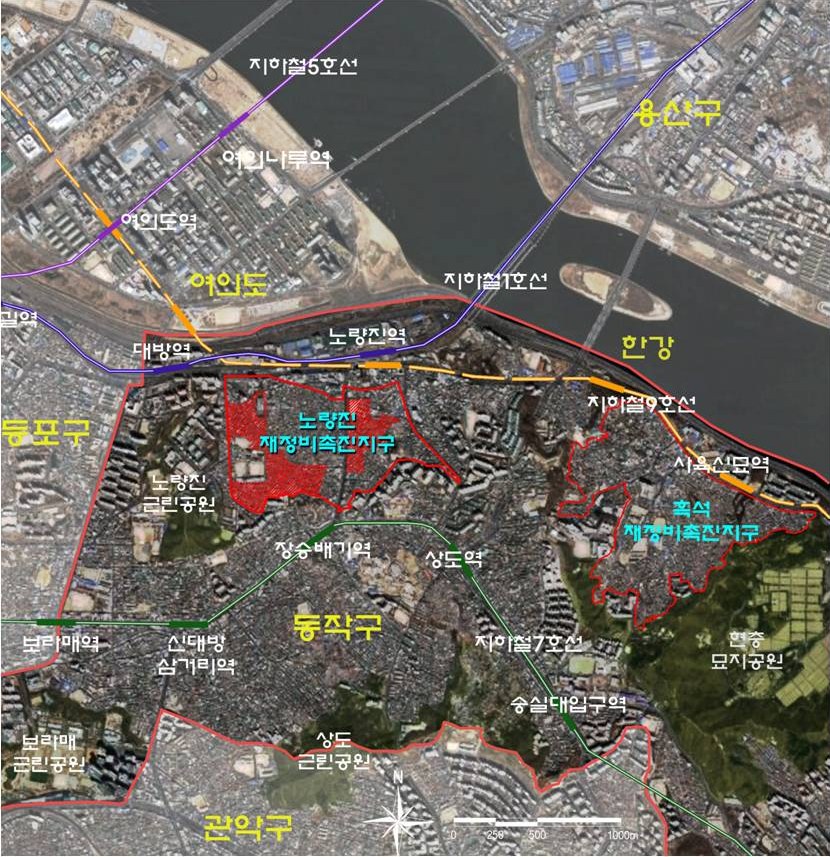 지하철5호선
용산구
여의나루역
여의도역
여의도
지하철1호선
길역
대방역
노량진역
한강
지하철9호선
등포구
노량진
재정비촉진지구
사육신묘역
노량진
근린공원
흑석
재정비촉진지구
장승배기역
상도역
동작구
보라매역
신대방
삼거리역
지하철7호선
현충
묘지공원
숭실대입구역
보라매
근린공원
상도
근린공원
N
관악구
0 250 500 1000m